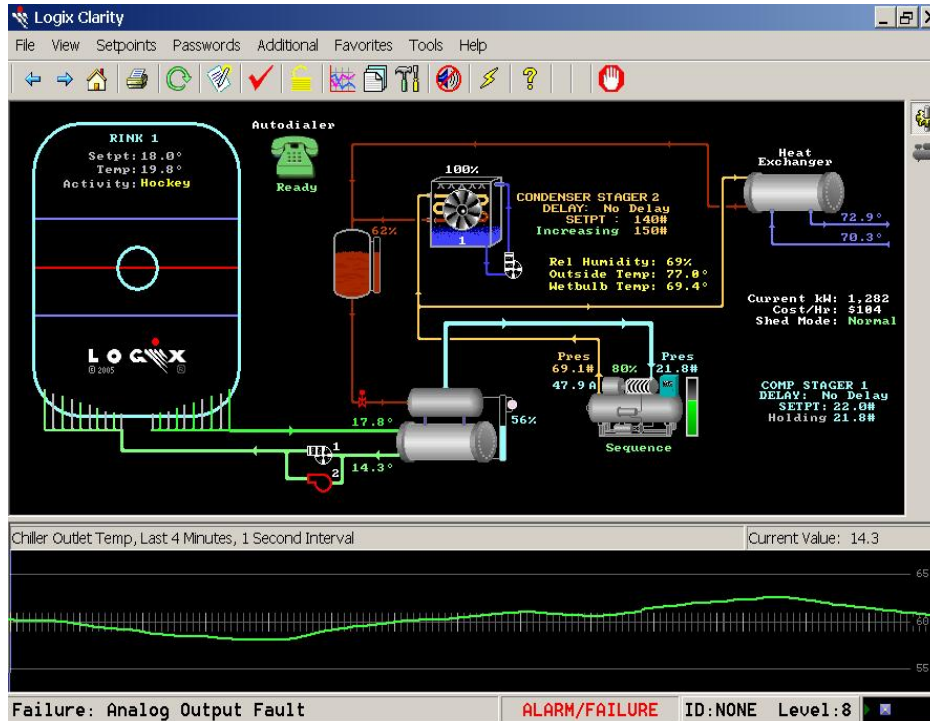 Logix Clarity
File View Setpoints Passwords Additional Favorites Tools Help
RINK 1
Setpt: 18.0°
Temp: 19.8°
Activity: Hockey
LOGIX
© 2005
Autodialer
Ready
62%
100%
1
CONDENSER STAGER 2
DELAY: No Delay
SETPT : 140#
Increasing 150#
Rel Humidity: 69%
Outside Temp: 77.0°
Wetbulb Temp: 69.4°
Heat
Exchanger
72.9°
70.3°
Current kW: 1,282
Cost/Hr: $104
Shed Mode: Normal
Pres
69.1#
47.9 A
80%
Pres
21.8#
Sequence
COMP STAGER 1
DELAY: No Delay
SETPT: 22.0#
Holding 21.8#
17.8°
56%
1
14.3°
2
Chiller Outlet Temp, Last 4 Minutes, 1 Second Interval
Current Value: 14.3
65
60
55
Failure: Analog Output Fault
ALARM/FAILURE
ID:NONE Level:8